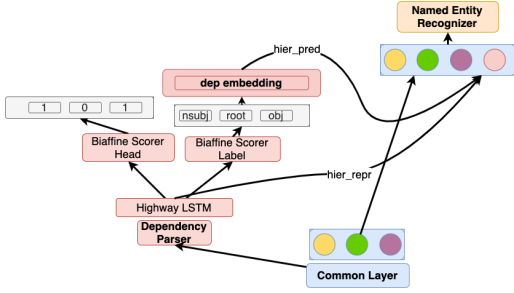 Named Entity
Recognizer
hier_pred
dep embedding
1 0 1
nsubj root obj
Biaffine Scorer
Head
Biaffine Scorer
Label
hier_repr
Highway LSTM
Dependency
Parser
Common Layer